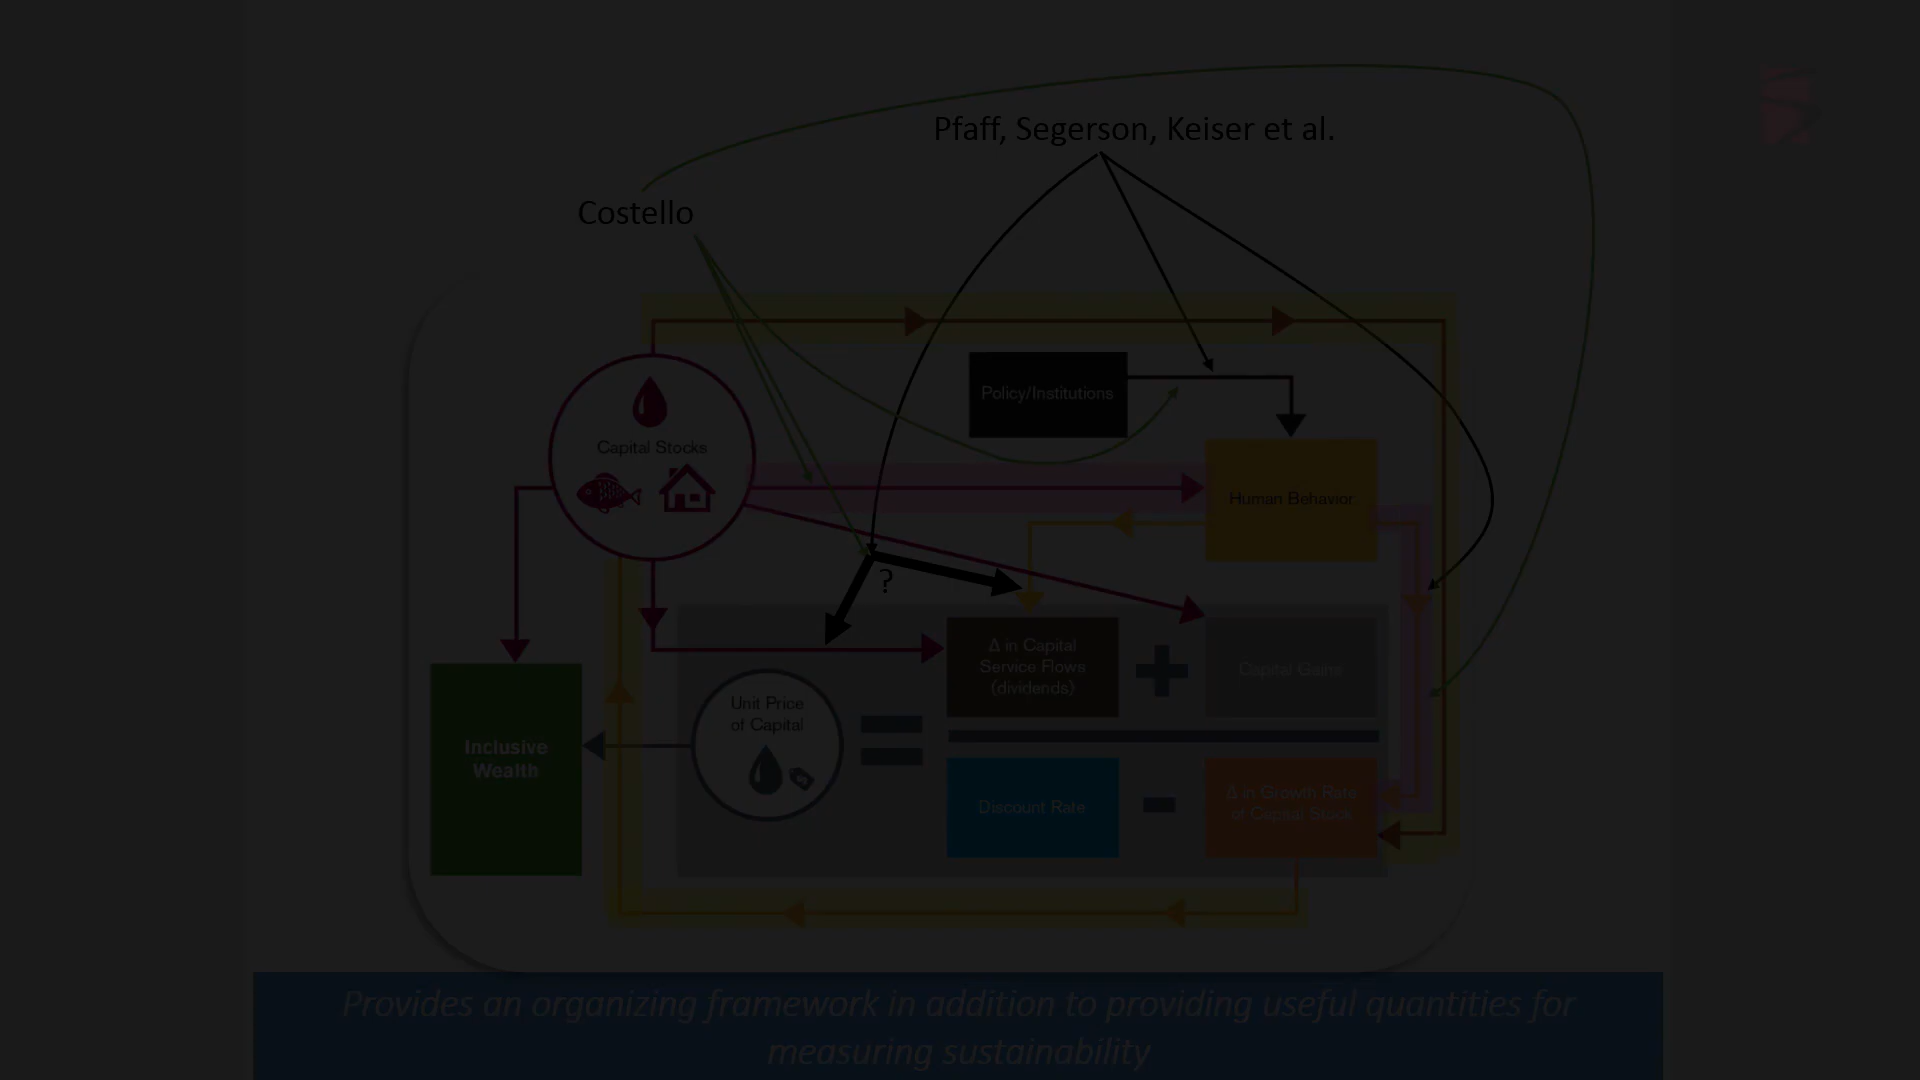 Pfaff, Segerson, Keiser et al.
Costello
Policy/Institutions
Capital Stocks
Human Behavior
?
Δ in Capital
Service Flows
(dividends)
Capital Gains
Unit Price
of Capital
Inclusive
Wealth
Discount Rate
Δ in Growth Rate
of Capital Stock
Provides an organizing framework in addition to providing useful quantities for
measuring sustainability